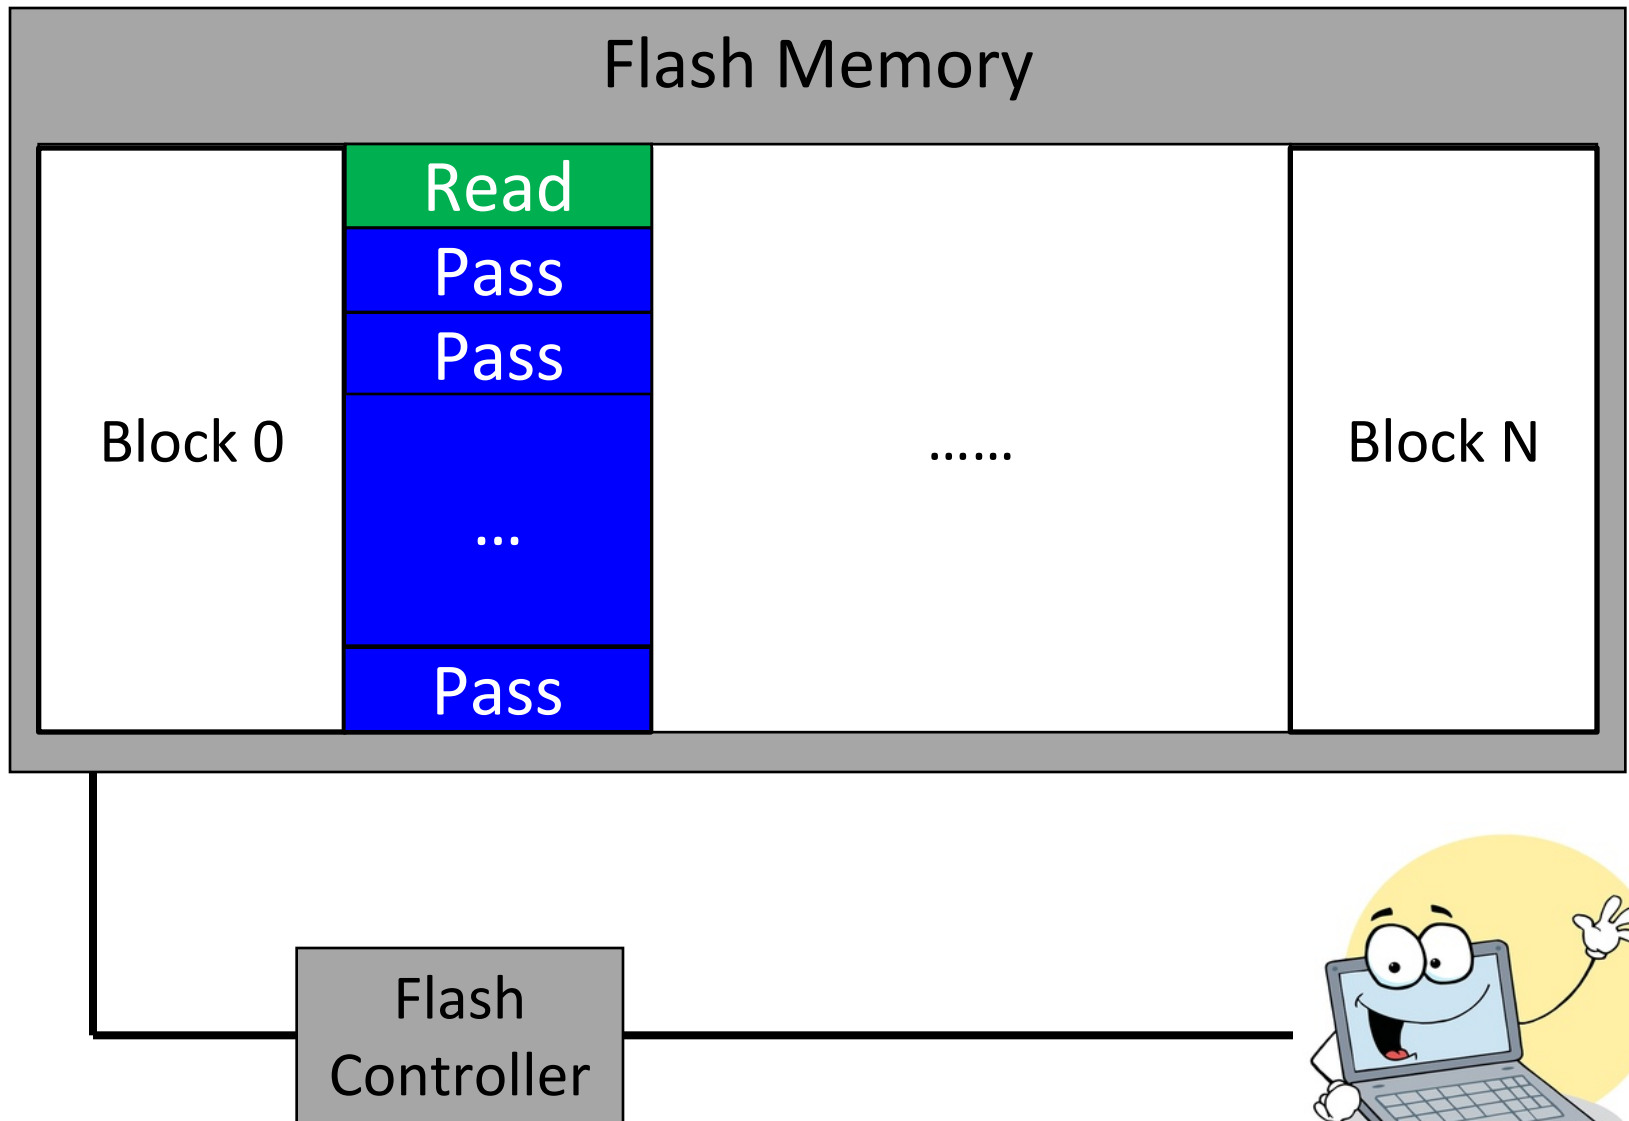 Flash Memory
Read
Pass
Pass
Block 0
……
Block N
…
Pass
Flash
Controller